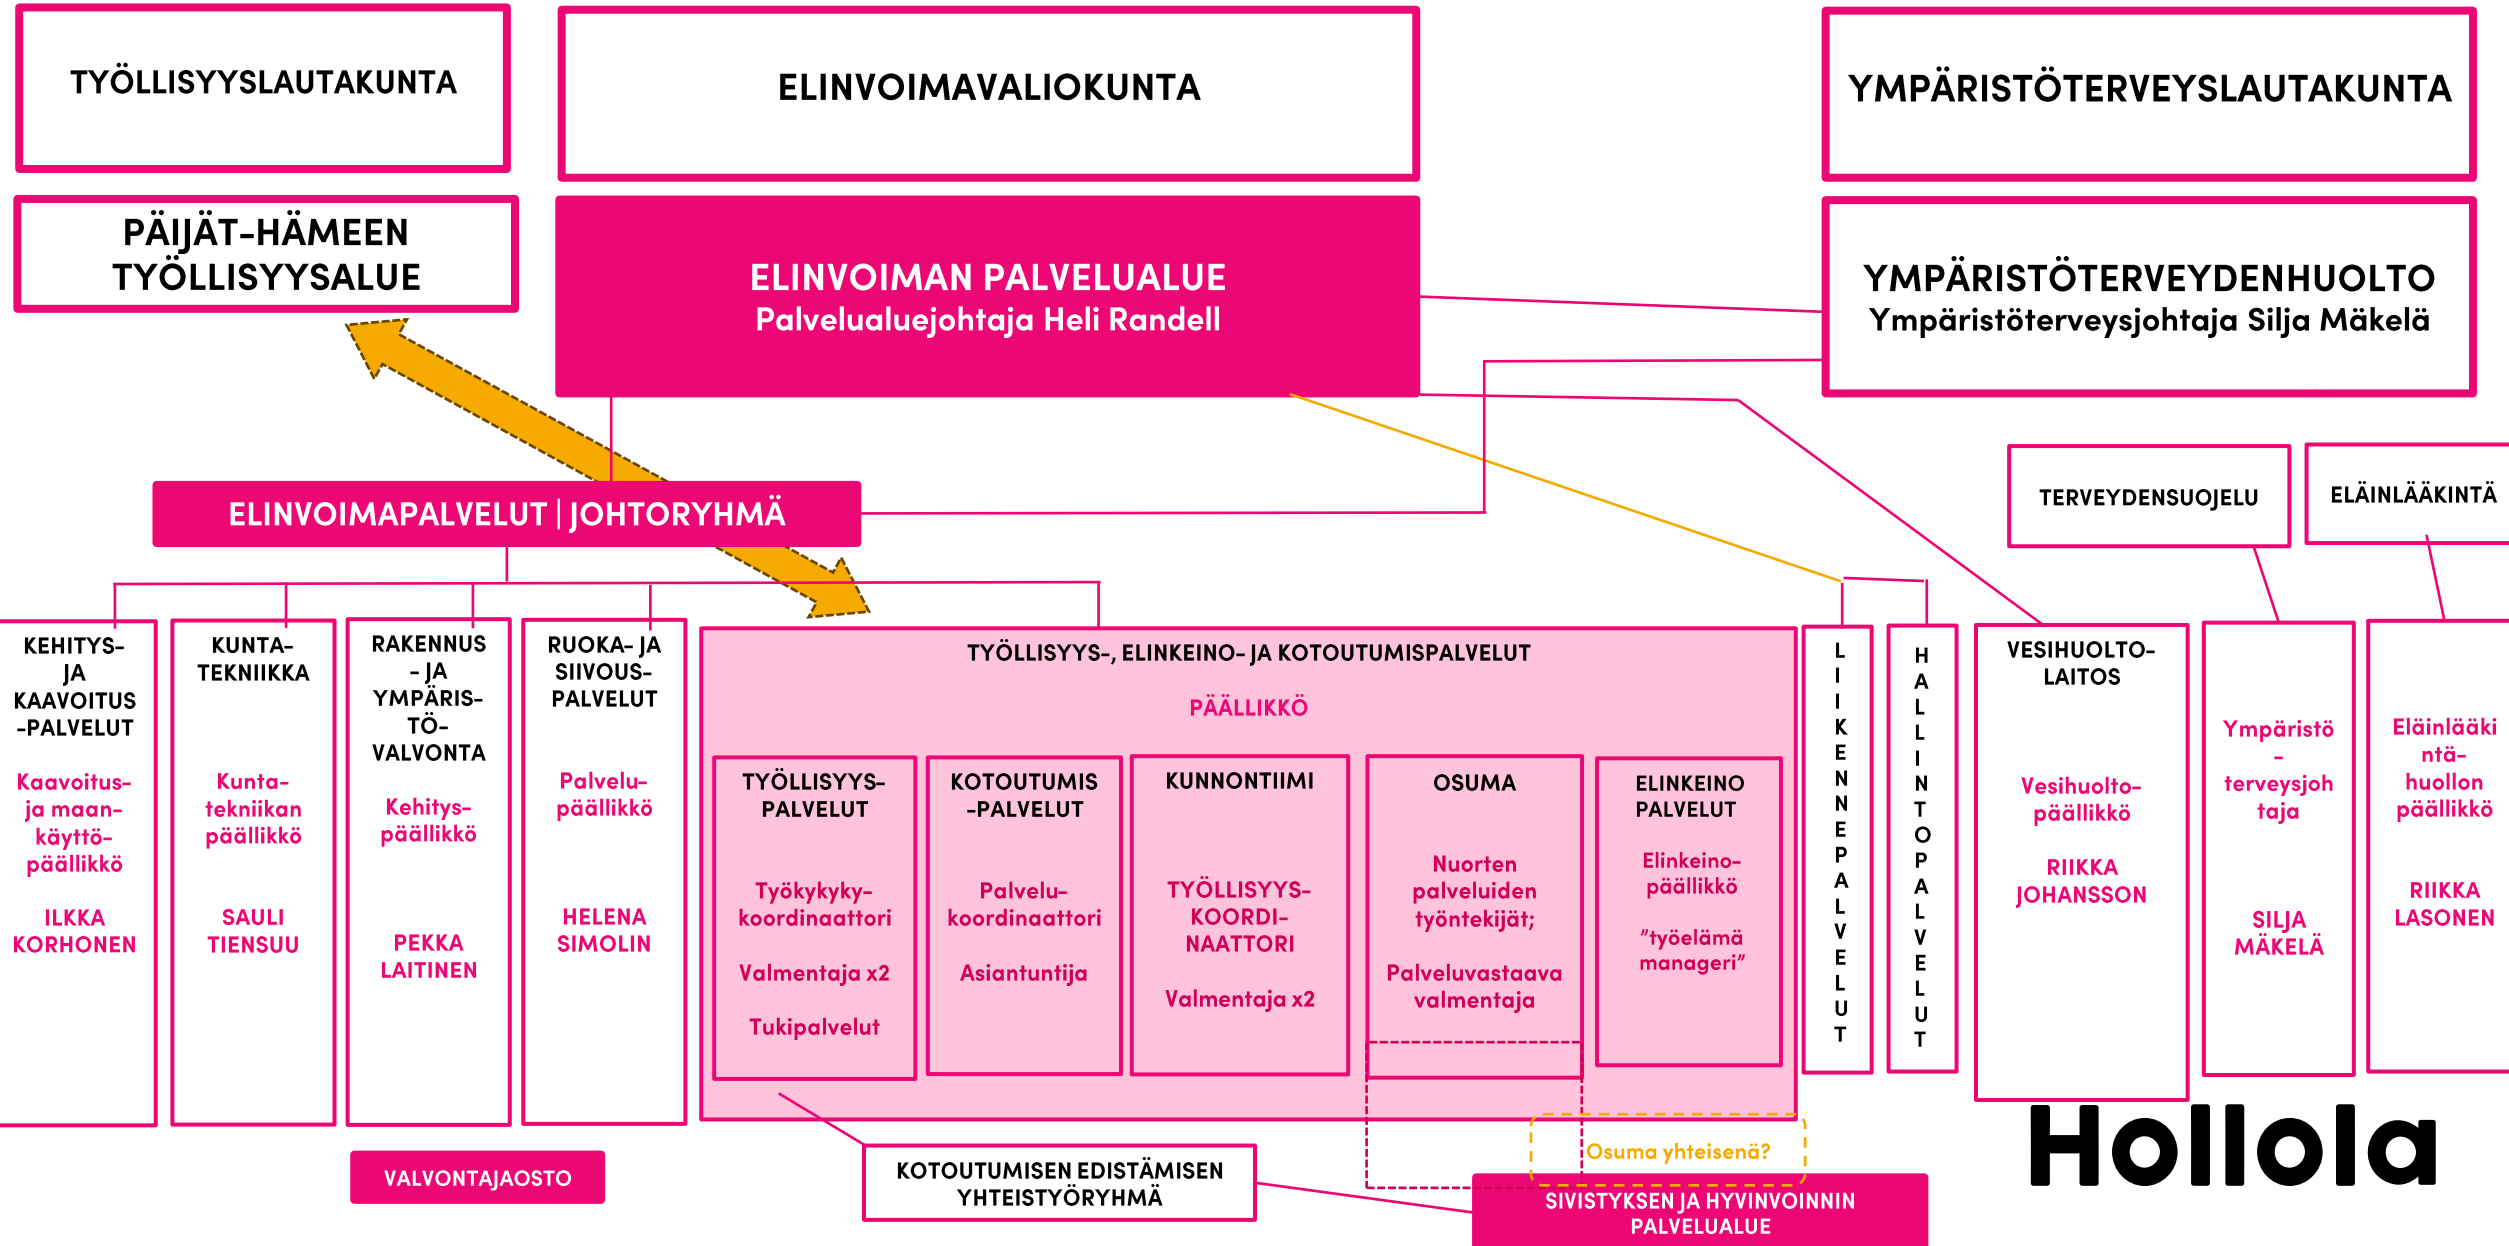 TYÖLLISYYSLAUTAKUNTA
ELINVOIMAVALIOKUNTA
YMPÄRISTÖTERVEYSLAUTAKUNTA
PÄIJÄT-HÄMEEN
TYÖLLISYYSALUE
ELINVOIMAN PALVELUALUE
Palvelualuejohtaja Heli Randell
YMPÄRISTÖTERVEYDENHUOLTO
Ympäristöterveysjohtaja Silja Mäkelä
ELINVOIMAPALVELUT | JOHTORYHMÄ
TERVEYDENSUOJELU
ELÄINLÄÄKINTÄ
KEHITYS-
JA
KAAVOITUS
-PALVELUT
Kaavoitus-
ja maan-
käyttö-
päällikkö
ILKKA
KORHONEN
KUNTA-
TEKNIIKKA
Kunta-
tekniikan
päällikkö
SAULI
TIENSUU
RAKENNUS
- JA
YMPÄRIS-
TÖ-
VALVONTA
Kehitys-
päällikkö
PEKKA
LAITINEN
RUOKA- JA
SIIVOUS-
PALVELUT
Palvelu-
päällikkö
HELENA
SIMOLIN
TYÖLLISYYS-, ELINKEINO- JA KOTOUTUMISPALVELUT
PÄÄLLIKKÖ
TYÖLLISYYS-
PALVELUT
Työkykyky-
koordinaattori
Valmentaja x2
Tukipalvelut
KOTOUTUMIS
-PALVELUT
Palvelu-
koordinaattori
Asiantuntija
KUNNONTIIMI
TYÖLLISYYS-
KOORDI-
NAATTORI
Valmentaja x2
OSUMA
Nuorten
palveluiden
työntekijät;
Palveluvastaava
valmentaja
ELINKEINO
PALVELUT
Elinkeino-
päällikkö
”työelämä
manageri”
LIIKENNEPALVELUT
HALLINTOPALVELUT
VESIHUOLTO-
LAITOS
Vesihuolto-
päällikkö
RIIKKA
JOHANSSON
Ympäristö
-
terveysjoh
taja
SILJA
MÄKELÄ
Eläinlääki
ntä-
huollon
päällikkö
RIIKKA
LASONEN
VALVONTAJAOSTO
KOTOUTUMISEN EDISTÄMISEN
YHTEISTYÖRYHMÄ
Osuma yhteisenä?
SIVISTYKSEN JA HYVINVOINNIN
PALVELUALUE
Hollola